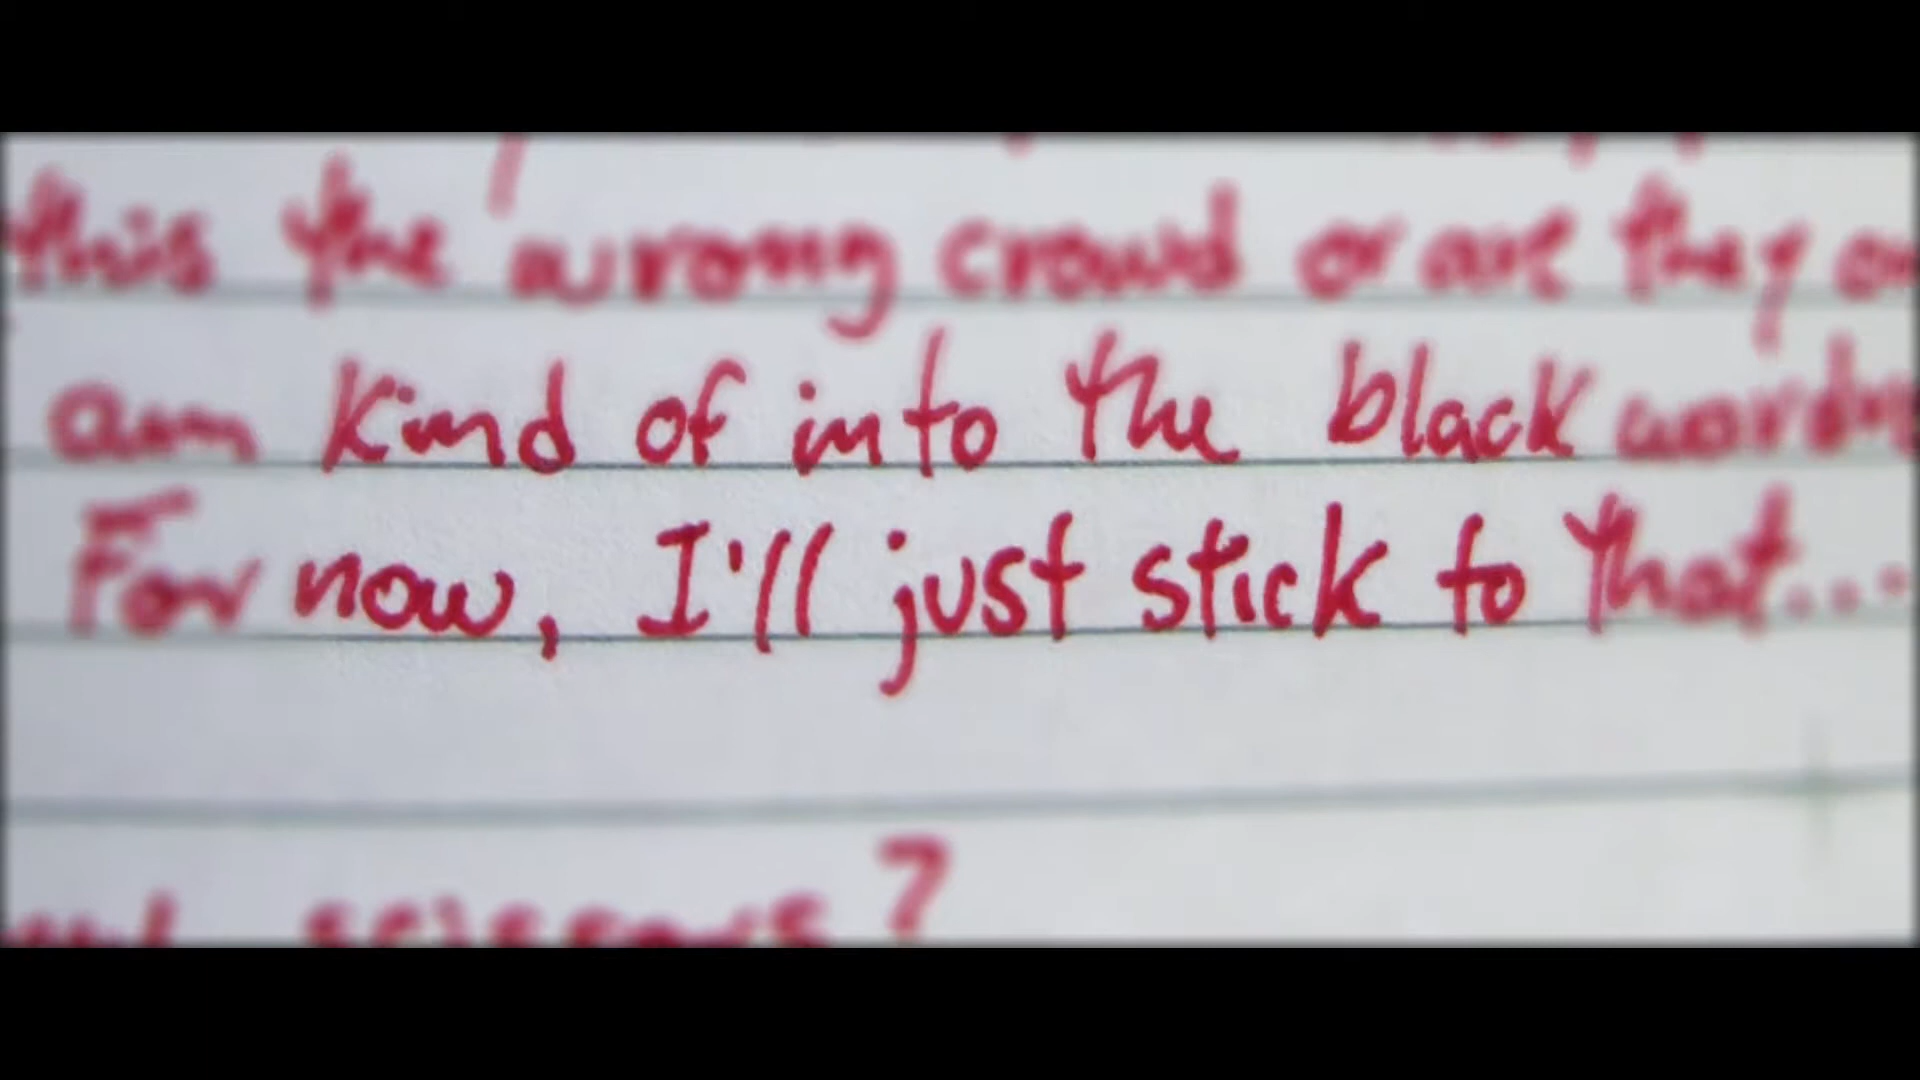 this the wrong crowd or are they
am kind of into the black
For now, I'll just stick to that...
scissors?